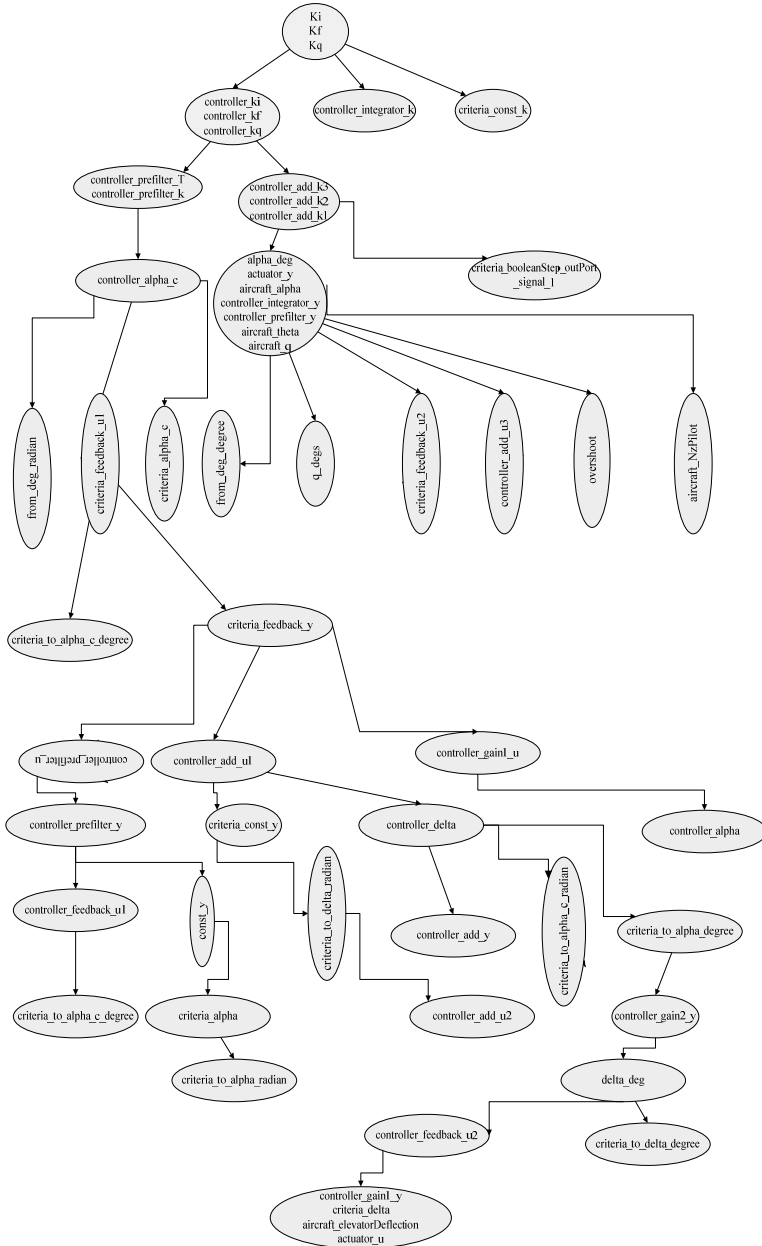 Ki
Kf
Kq
controller_ki
controller_kf
controller_kq
controller_integrator_k
criteria_const_k
controller_prefilter_T
controller_prefilter_k
controller_add_k3
controller_add_k2
controller_add_k1
controller_alpha_c
alpha_deg
actuator_y
aircraft_alpha
controller_integrator_y
controller_prefilter_y
aircraft_theta
aircraft_q
criteria_booleanStep_outPort
_signal_1
from_deg_radian
criteria_feedback_u1
criteria_alpha_c
from_deg_degree
q_degs
criteria_feedback_u2
controller_add_u3
overshoot
aircraft_NzPilot
criteria_to_alpha_c_degree
criteria_feedback_y
controller_prefilter_u
controller_add_u1
controller_gain1_u
controller_prefilter_y
criteria_const_y
controller_delta
controller_alpha
controller_feedback_u1
const_y
criteria_to_delta_radian
controller_add_y
criteria_to_alpha_c_radian
criteria_to_alpha_degree
criteria_to_alpha_c_degree
criteria_alpha
controller_add_u2
controller_gain2_y
criteria_to_alpha_radian
delta_deg
controller_feedback_u2
criteria_to_delta_degree
controller_gain1_y
criteria_delta
aircraft_elevatorDeflection
actuator_u